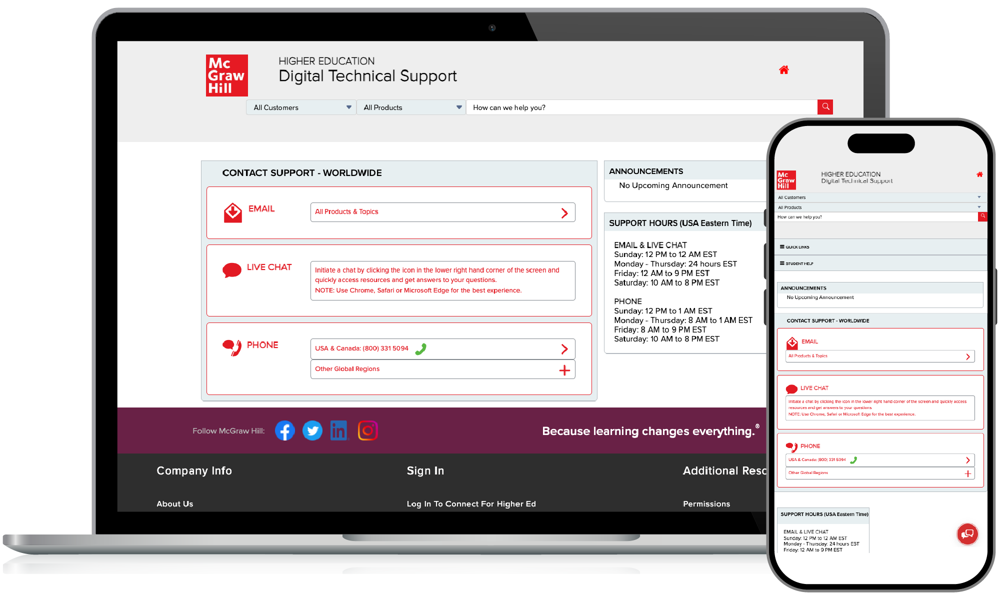 Mc
Graw
Hill
HIGHER EDUCATION
Digital Technical Support
All Customers
All Products
How can we help you?
CONTACT SUPPORT - WORLDWIDE
EMAIL
All Products & Topics
LIVE CHAT
Initiate a chat by clicking the icon in the lower right hand corner of the screen and
quickly access resources and get answers to your questions.
NOTE: Use Chrome, Safari or Microsoft Edge for the best experience.
PHONE
USA & Canada: (800) 331 5094
Other Global Regions
ANNOUNCEMENTS
No Upcoming Announcement
SUPPORT HOURS (USA Eastern Time)
EMAIL & LIVE CHAT
Sunday: 12 PM to 12 AM EST
Monday - Thursday: 24 hours EST
Friday: 12 AM to 9 PM EST
Saturday: 10 AM to 8 PM EST
PHONE
Sunday: 12 PM to 1 AM EST
Monday - Thursday: 8 AM to 1 AM EST
Friday: 8 AM to 9 PM EST
Saturday: 10 AM to 8 PM EST
Follow McGraw Hill:
in
Because learning changes everything.®
Company Info
Sign In
Additional Reso
About Us
Log In To Connect For Higher Ed
Permissions
Mc
Graw
Hill
HIGHER EDUCATION
Digital Technical Support
All Customers
All Products
How can we help you?
QUICK LINKS
STUDENT HELP
ANNOUNCEMENTS
No Upcoming Announcement
CONTACT SUPPORT - WORLDWIDE
EMAIL
All Products & Topics
LIVE CHAT
Initiate a chat by clicking the icon in the lower right hand corner of the screen and quickly access
resources and get answers to your questions.
NOTE: Use Chrome, Safari or Microsoft Edge for the best experience.
PHONE
USA & Canada: (800) 331 5094
Other Global Regions
SUPPORT HOURS (USA Eastern Time)
EMAIL & LIVE CHAT
Sunday: 12 PM to 12 AM EST
Monday - Thursday: 24 hours EST
Friday: 12 AM to 9 PM EST